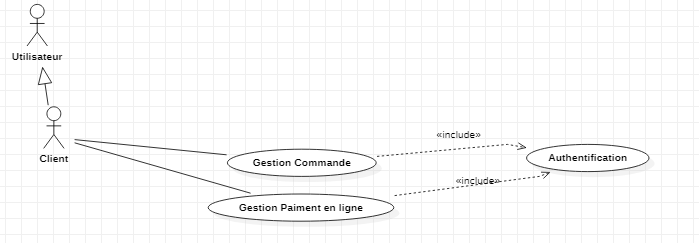 Utilisateur
Client
«include»
Gestion Commande
Authentification
«include»
Gestion Paiment en ligne